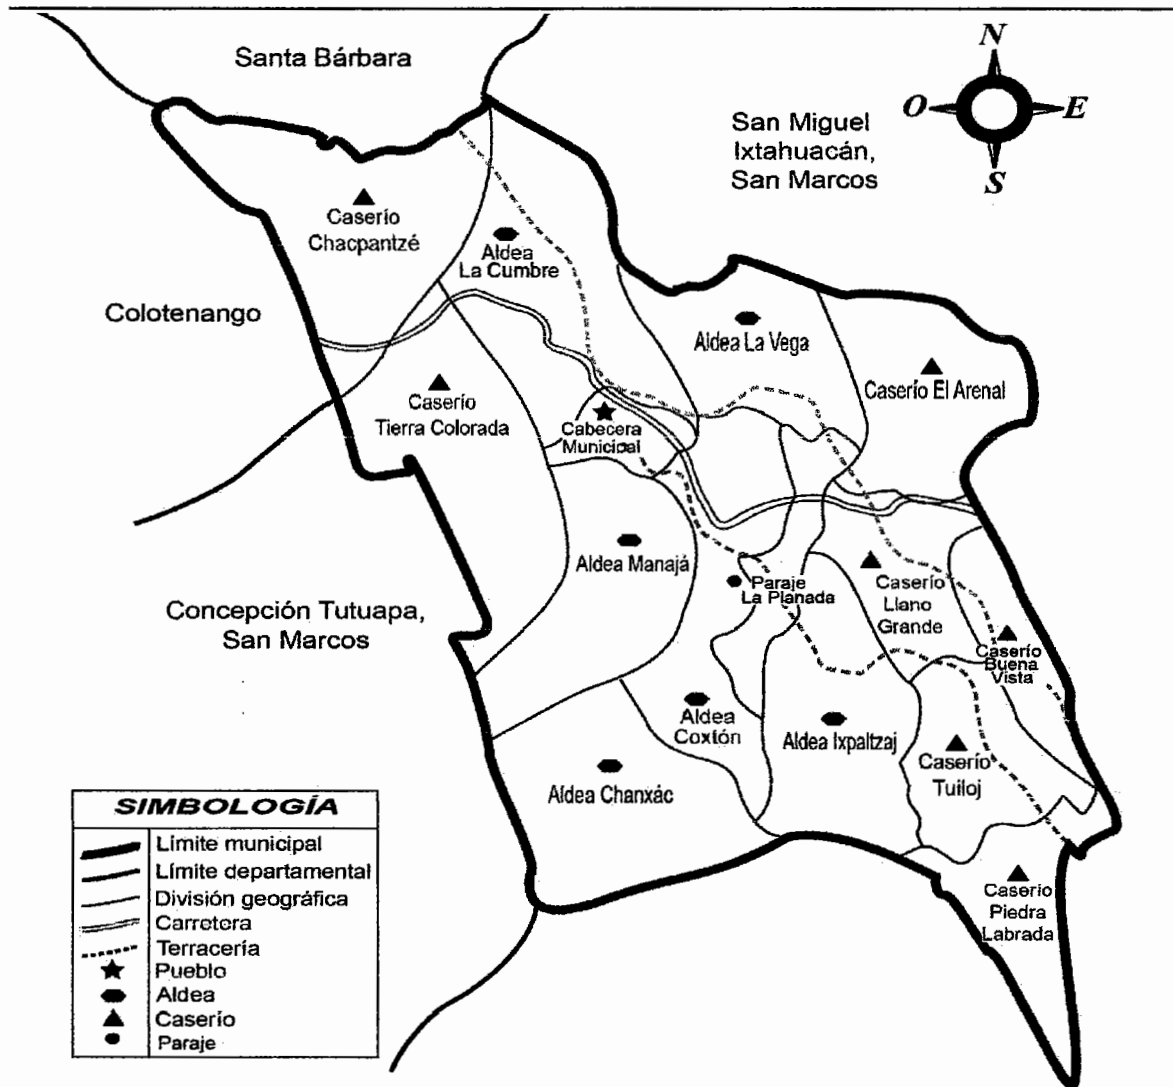 Santa Bárbara
N
O
E
S
San Miguel
Ixtahuacán,
San Marcos
Caserío
Chacpantzé
Aldea
La Cumbre
Colotenango
Aldea La Vega
Caserío El Arenal
Caserío
Tierra Colorada
Cabecera
Municipal
Aldea Manajá
Paraje
La Planada
Caserío
Llano
Grande
Concepción Tutuapa,
San Marcos
Caserío
Buena
Vista
Aldea
Coxtón
Aldea Ixpaltzaj
Caserío
Tuiloj
Aldea Chanxác
Caserío
Piedra
Labrada
SIMBOLOGÍA
Límite municipal
Límite departamental
División geográfica
Carretera
Terracería
Pueblo
Aldea
Caserío
Paraje